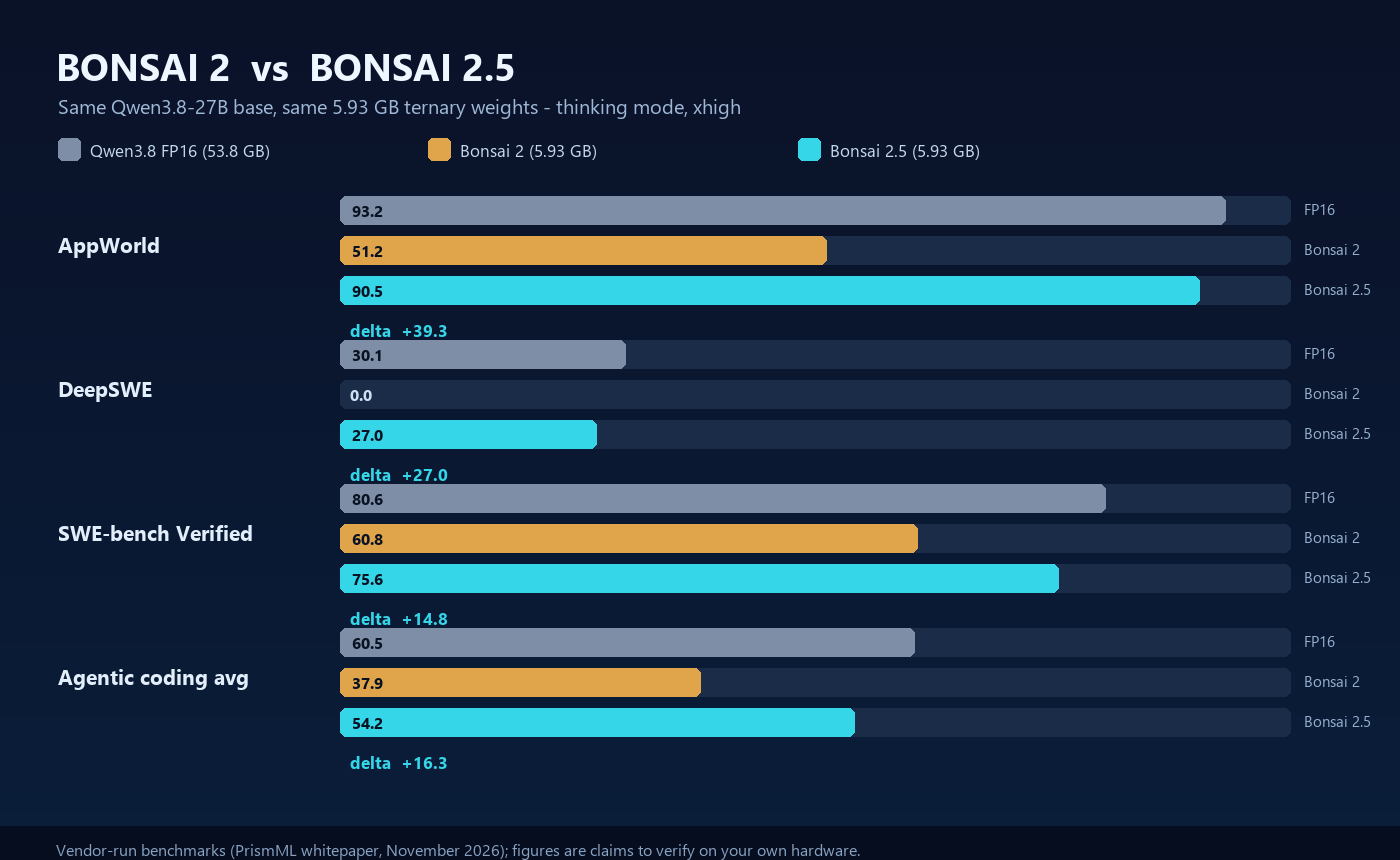 BONSAI 2 vs BONSAI 2.5
Same Qwen3.8-27B base, same 5.93 GB ternary weights - thinking mode, xhigh
Qwen3.8 FP16 (53.8 GB)
Bonsai 2 (5.93 GB)
Bonsai 2.5 (5.93 GB)
AppWorld
93.2 FP16
51.2 Bonsai 2
90.5 Bonsai 2.5
delta +39.3
DeepSWE
30.1 FP16
0.0 Bonsai 2
27.0 Bonsai 2.5
delta +27.0
SWE-bench Verified
80.6 FP16
60.8 Bonsai 2
75.6 Bonsai 2.5
delta +14.8
Agentic coding avg
60.5 FP16
37.9 Bonsai 2
54.2 Bonsai 2.5
delta +16.3
Vendor-run benchmarks (PrismML whitepaper, November 2026); figures are claims to verify on your own hardware.